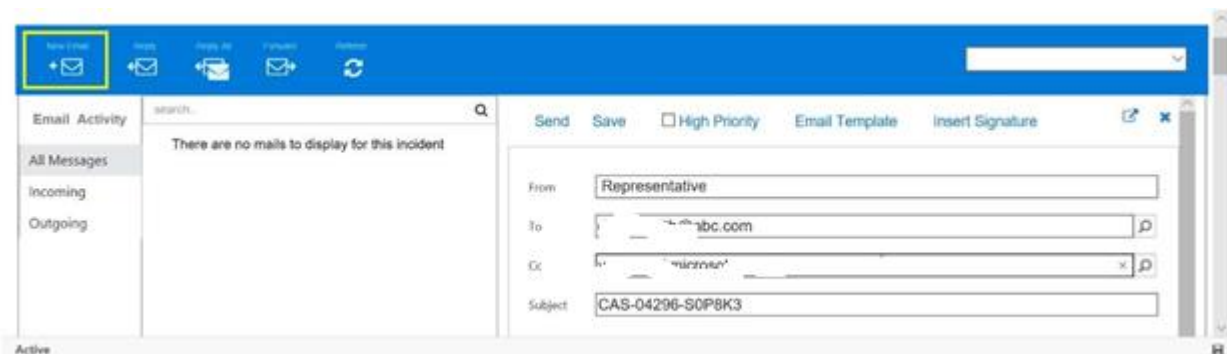 New Email Reply Reply All Forward Refresh
Email Activity
search..
Send Save High Priority Email Template Insert Signature
There are no mails to display for this incident
All Messages
Incoming
Outgoing
From Representative
To abc.com
Cc
Subject CAS-04296-S0P8K3
Active